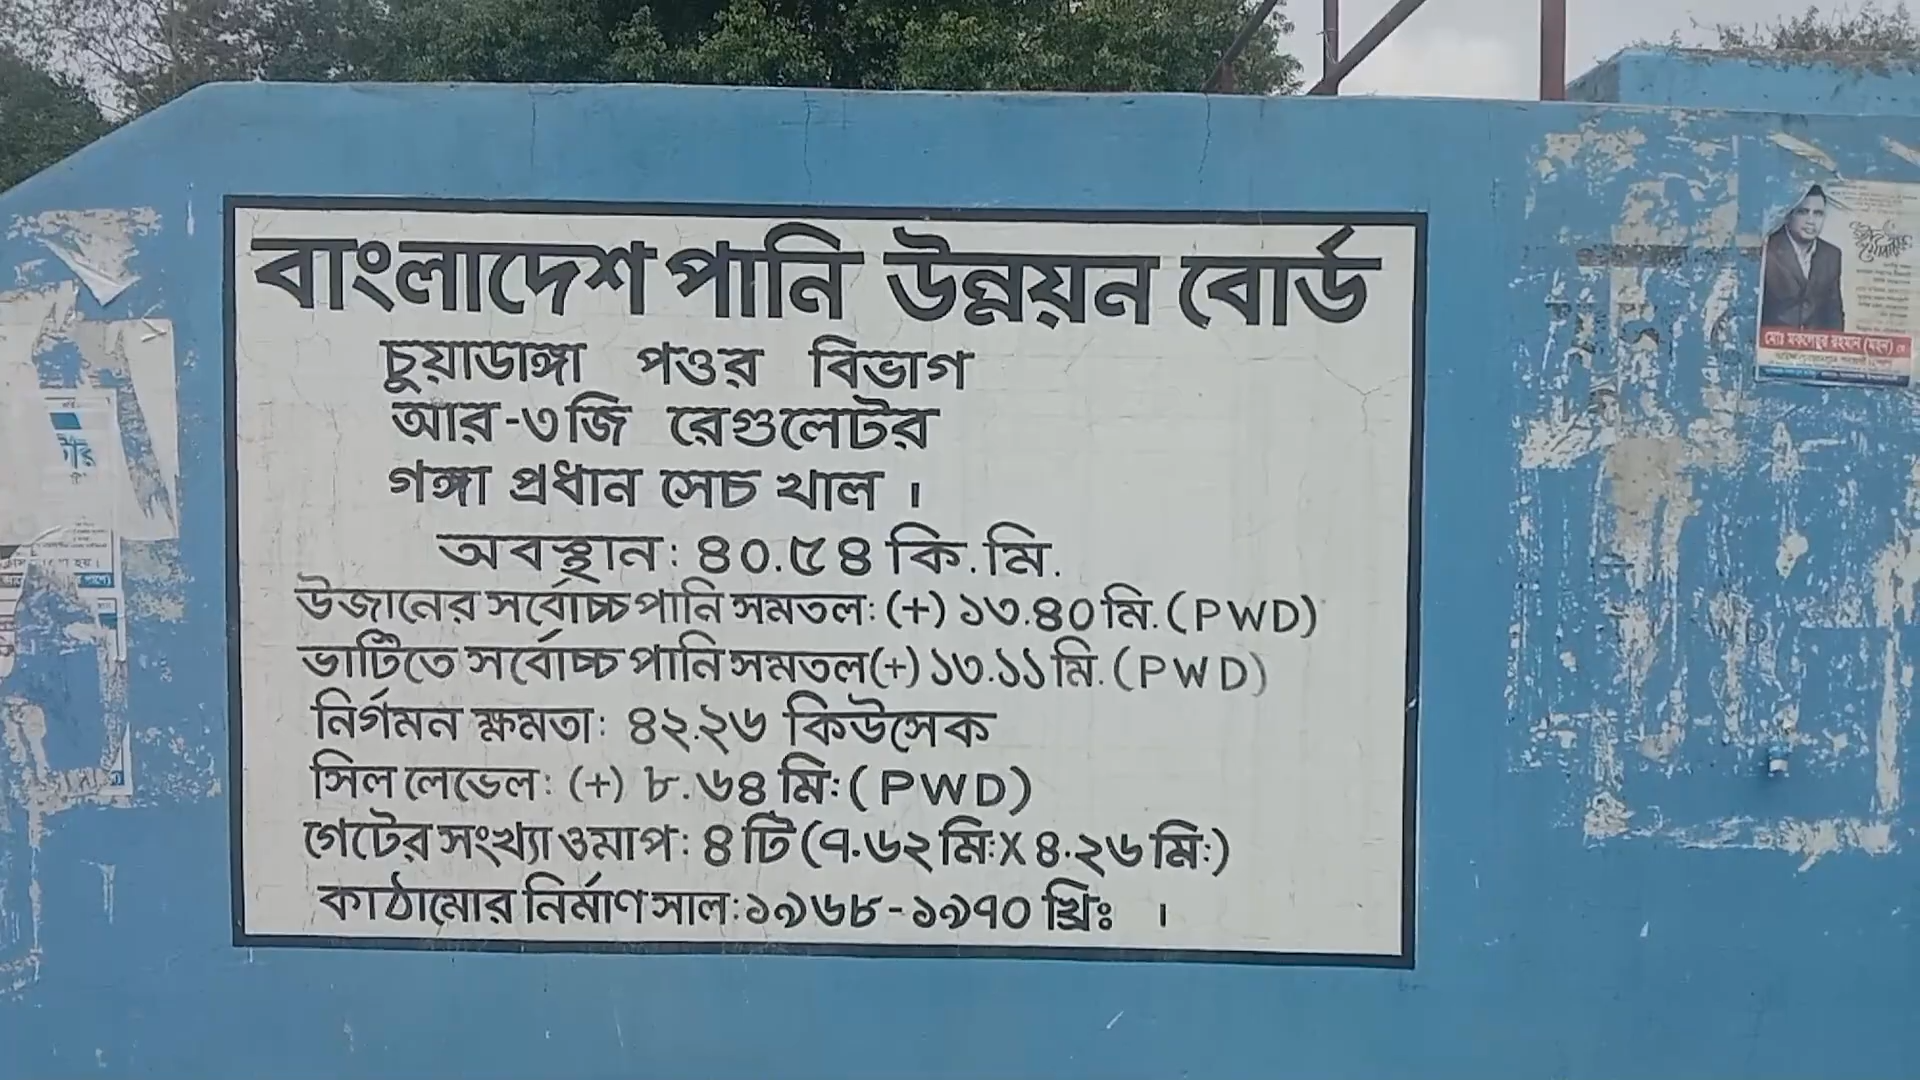 বাংলাদেশ পানি উন্নয়ন বোর্ড
চুয়াডাঙ্গা পওর বিভাগ
আর-৩জি রেগুলেটর
গঙ্গা প্রধান সেচ খাল ।
অবস্থান: ৪০.৫৪ কি.মি.
উজানের সর্বোচ্চ পানি সমতল: (+) ১৩.৪০ মি. (PWD)
ভাটিতে সর্বোচ্চ পানি সমতল (+) ১৩.১১ মি. (PWD)
নির্গমন ক্ষমতা: ৪২.২৬ কিউসেক
সিল লেভেল: (+) ৮.৬৪ মি: (PWD)
গেটের সংখ্যা ও মাপ: ৪ টি (৭.৬২ মি: X ৪.২৬ মি:)
কাঠামোর নির্মাণ সাল: ১৯৬৮-১৯৭০ খ্রিঃ ।
মোঃ রহমান